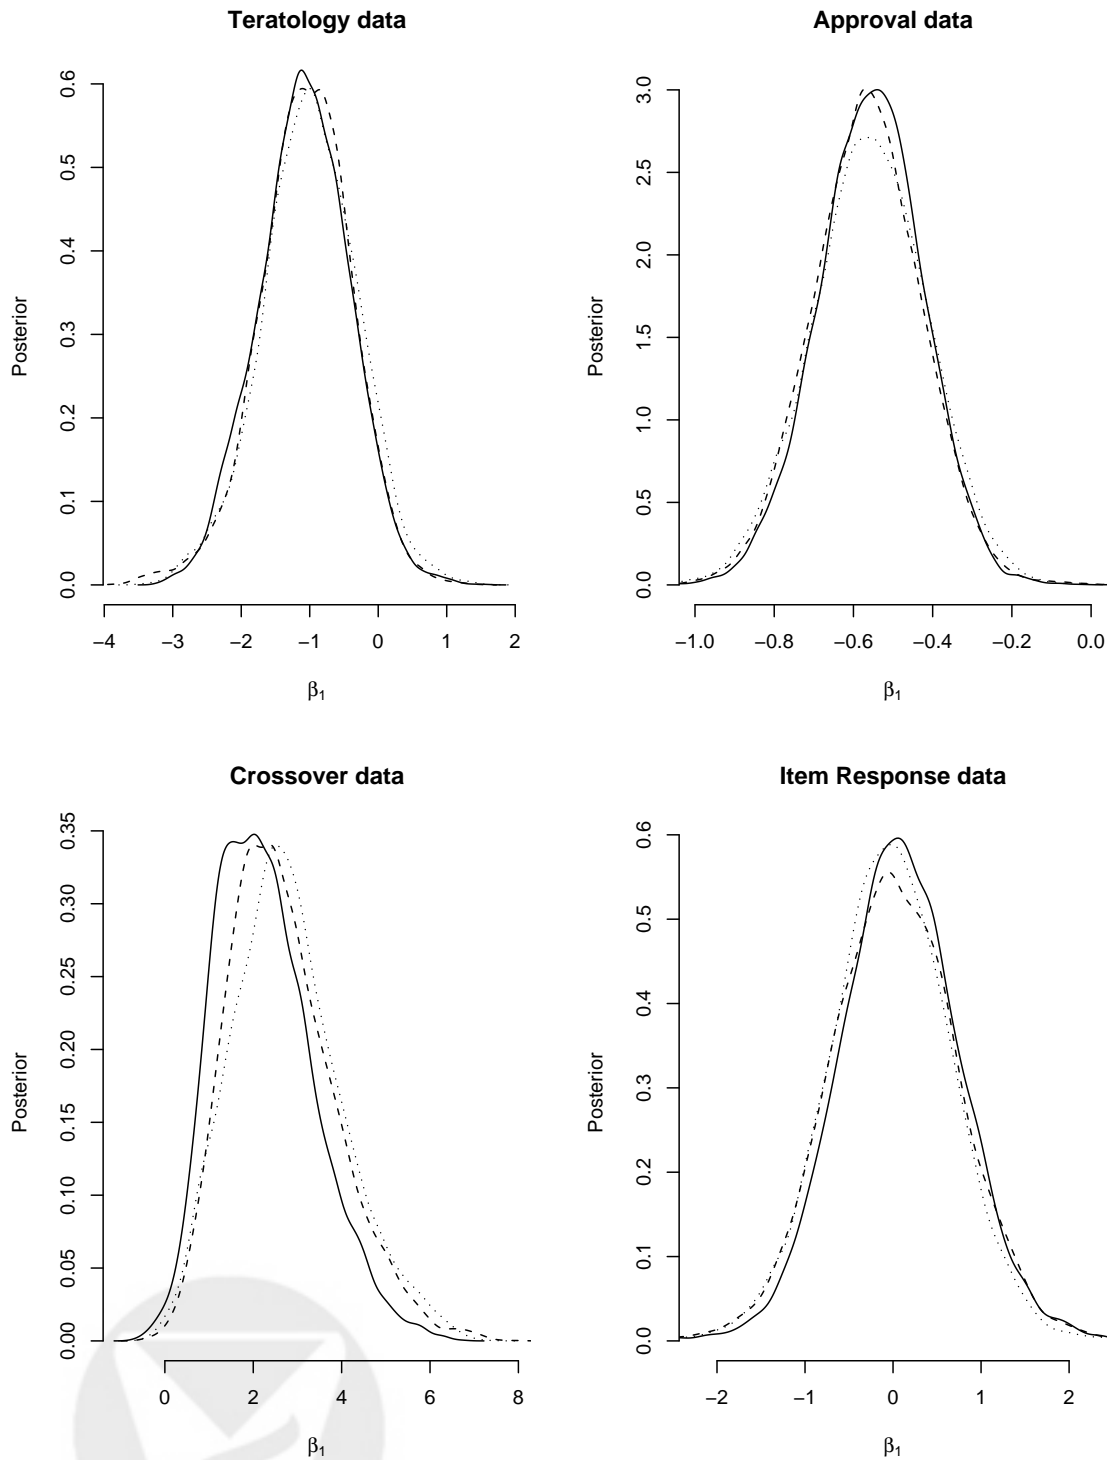 Teratology data
Posterior
0.0 0.1 0.2 0.3 0.4 0.5 0.6
−4 −3 −2 −1 0 1 2
β1
Approval data
Posterior
0.0 0.5 1.0 1.5 2.0 2.5 3.0
−1.0 −0.8 −0.6 −0.4 −0.2 0.0
β1
Crossover data
Posterior
0.00 0.05 0.10 0.15 0.20 0.25 0.30 0.35
0 2 4 6 8
β1
Item Response data
Posterior
0.0 0.1 0.2 0.3 0.4 0.5 0.6
−2 −1 0 1 2
β1